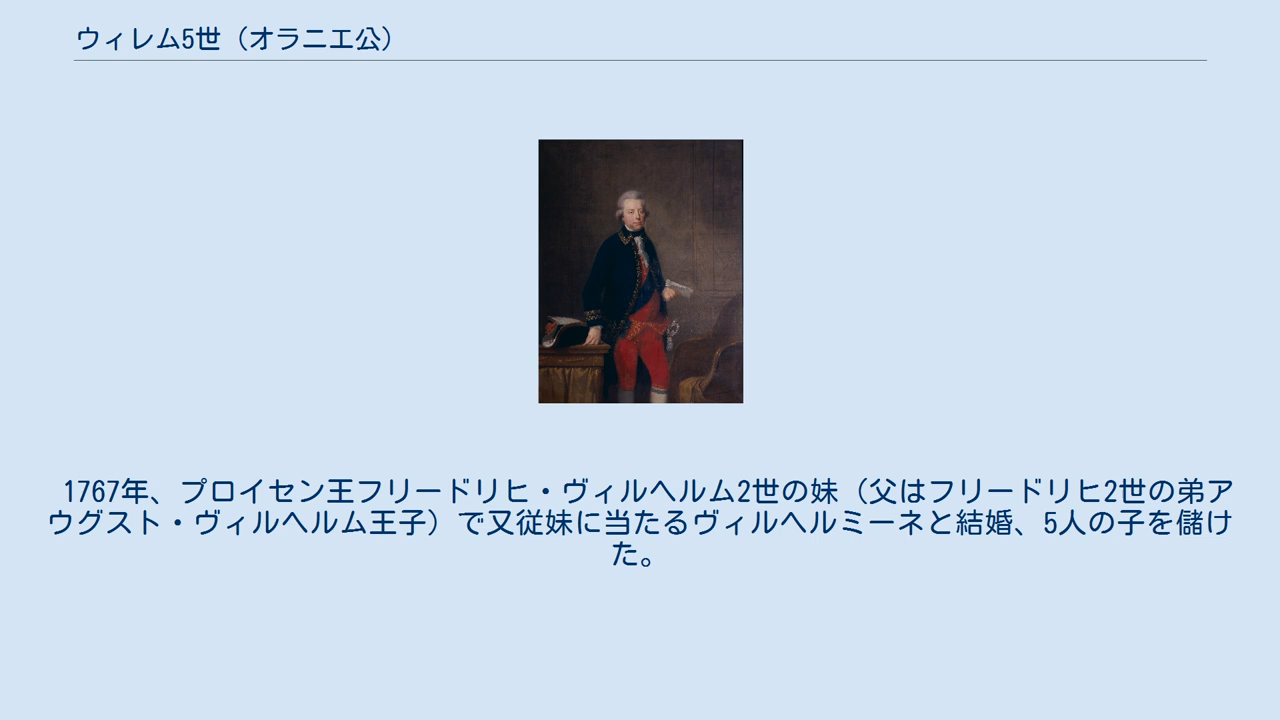 ウィレム5世（オラニエ公）
1767年、プロイセン王フリードリヒ・ヴィルヘルム2世の妹（父はフリードリヒ2世の弟ア
ウグスト・ヴィルヘルム王子）で又従妹に当たるヴィルヘルミーネと結婚、5人の子を儲け
た。